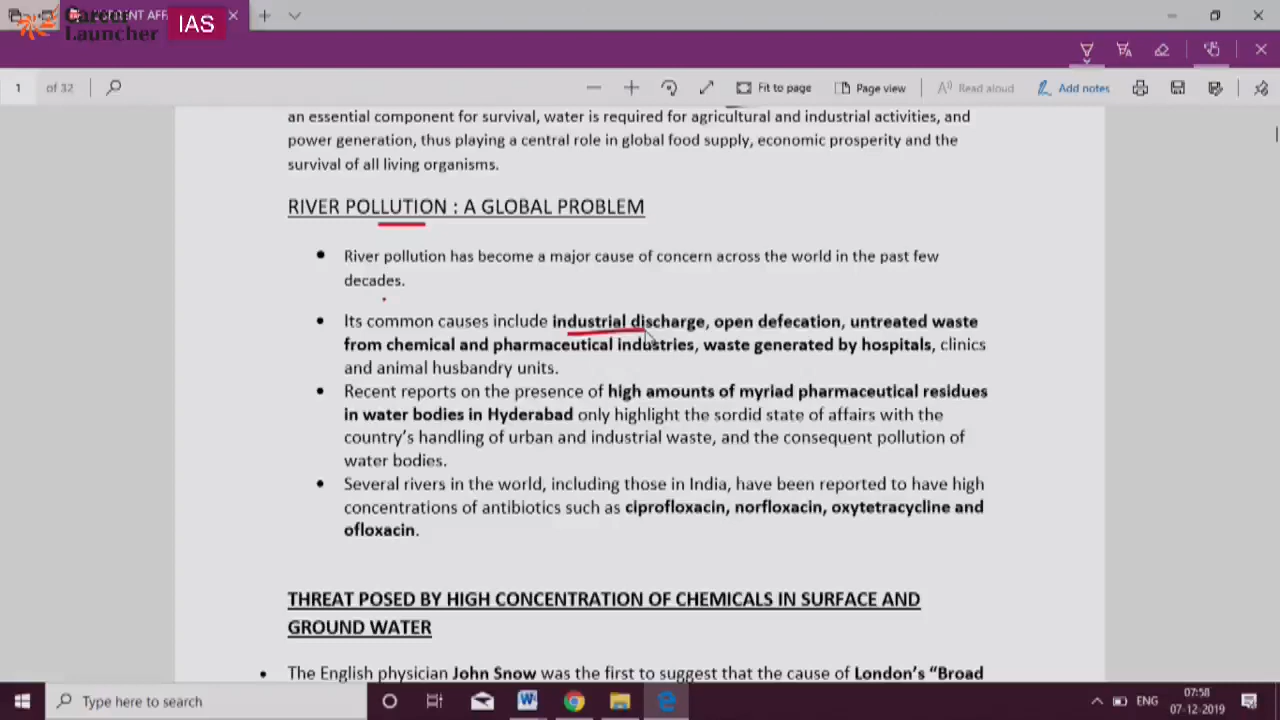 Career
Launcher
IAS
CURRENT AFF
1 of 32
Fit to page
Page view
Read aloud
Add notes
an essential component for survival, water is required for agricultural and industrial activities, and
power generation, thus playing a central role in global food supply, economic prosperity and the
survival of all living organisms.
RIVER POLLUTION : A GLOBAL PROBLEM
• River pollution has become a major cause of concern across the world in the past few
decades.
• Its common causes include industrial discharge, open defecation, untreated waste
from chemical and pharmaceutical industries, waste generated by hospitals, clinics
and animal husbandry units.
• Recent reports on the presence of high amounts of myriad pharmaceutical residues
in water bodies in Hyderabad only highlight the sordid state of affairs with the
country's handling of urban and industrial waste, and the consequent pollution of
water bodies.
• Several rivers in the world, including those in India, have been reported to have high
concentrations of antibiotics such as ciprofloxacin, norfloxacin, oxytetracycline and
ofloxacin.
THREAT POSED BY HIGH CONCENTRATION OF CHEMICALS IN SURFACE AND
GROUND WATER
• The English physician John Snow was the first to suggest that the cause of London's “Broad
Type here to search
ENG
07:58
07-12-2019